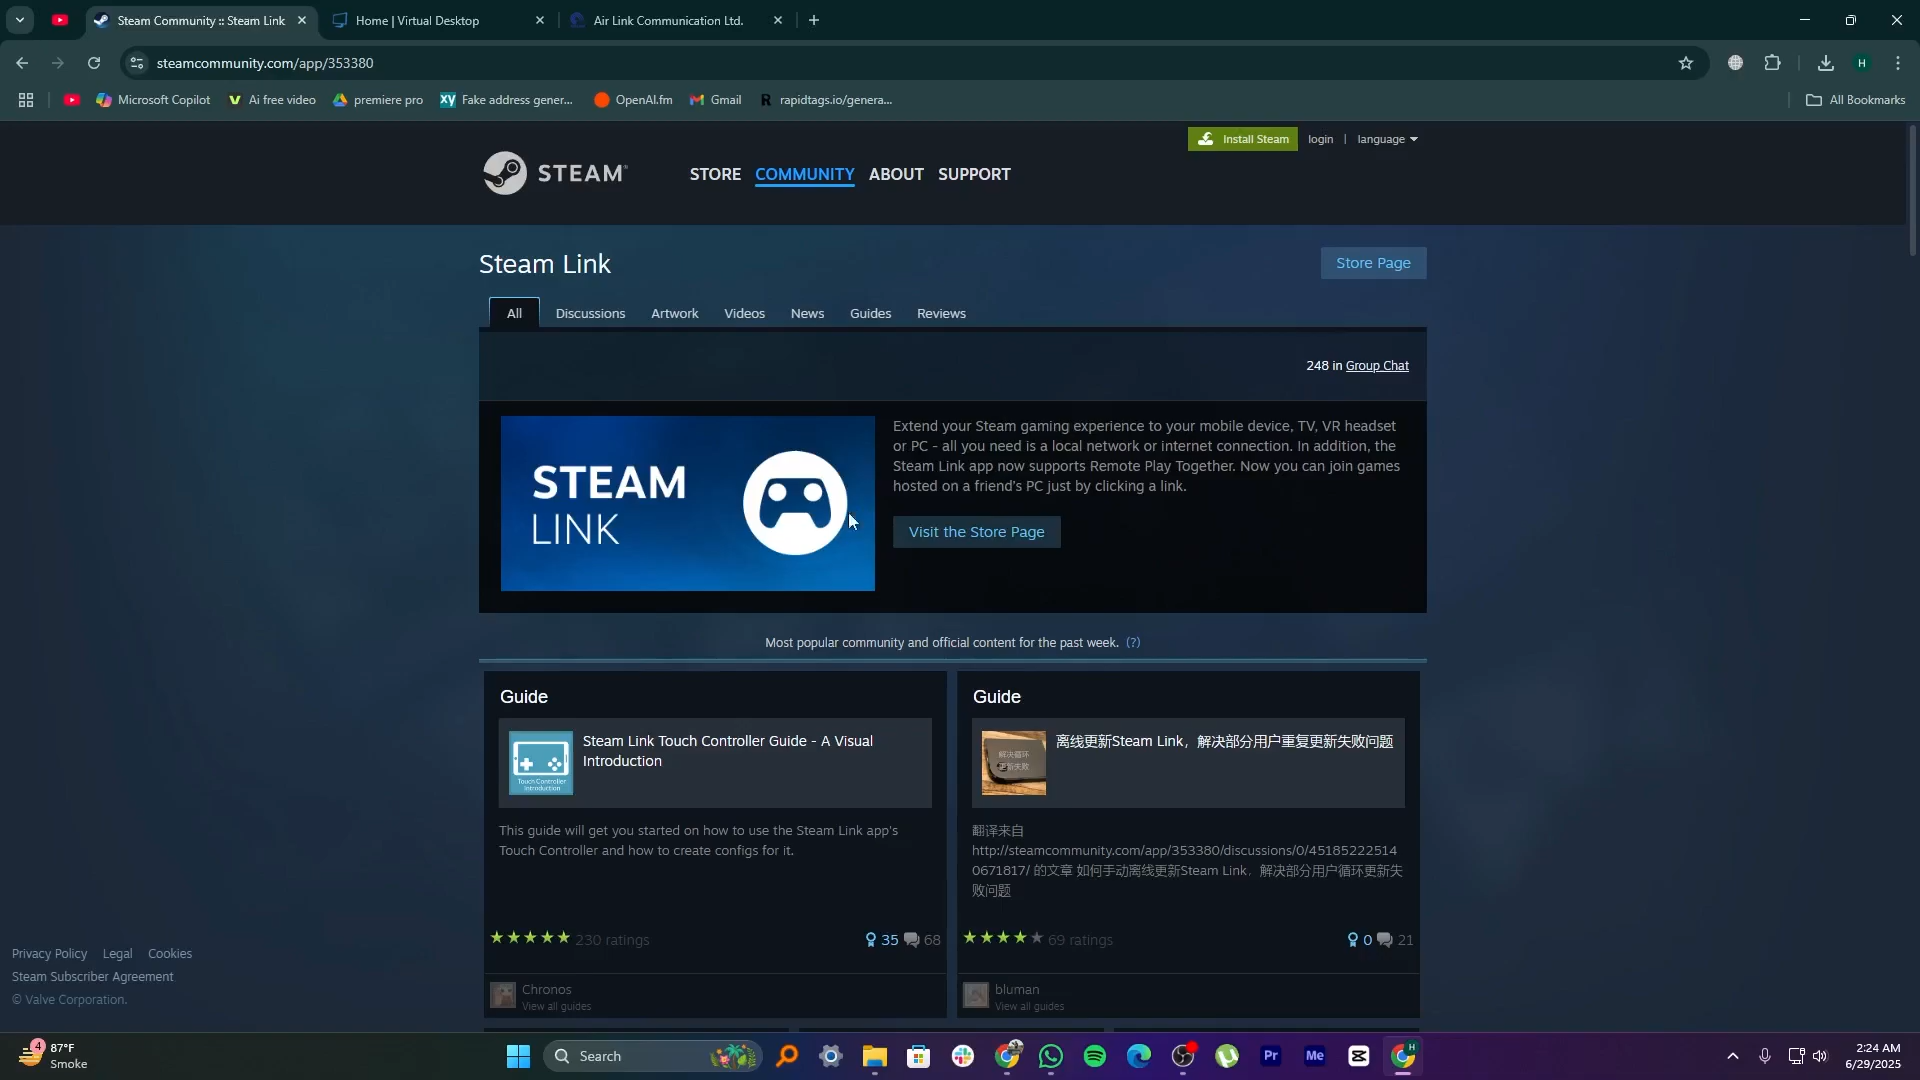 Steam Community :: Steam Link
Home | Virtual Desktop
Air Link Communication Ltd.
steamcommunity.com/app/353380
H
Microsoft Copilot
Ai free video
premiere pro
XY Fake address gener...
OpenAI.fm
Gmail
R rapidtags.io/genera...
All Bookmarks
Install Steam
login | language
STEAM
STORE COMMUNITY ABOUT SUPPORT
Steam Link
Store Page
All Discussions Artwork Videos News Guides Reviews
248 in Group Chat
STEAM
LINK
Extend your Steam gaming experience to your mobile device, TV, VR headset
or PC - all you need is a local network or internet connection. In addition, the
Steam Link app now supports Remote Play Together. Now you can join games
hosted on a friend's PC just by clicking a link.
Visit the Store Page
Most popular community and official content for the past week. (?)
Guide
Touch Controller
Introduction
Steam Link Touch Controller Guide - A Visual
Introduction
This guide will get you started on how to use the Steam Link app's
Touch Controller and how to create configs for it.
230 ratings
35 68
Chronos
View all guides
Guide
离线更新Steam Link，解决部分用户重复更新失败问题
翻译来自
http://steamcommunity.com/app/353380/discussions/0/45185222514
0671817/ 的文章 如何手动离线更新Steam Link，解决部分用户循环更新失
败问题
69 ratings
0 21
bluman
View all guides
Privacy Policy Legal Cookies
Steam Subscriber Agreement
© Valve Corporation.
4
87°F
Smoke
Search
Pr
Me
H
2:24 AM
6/29/2025